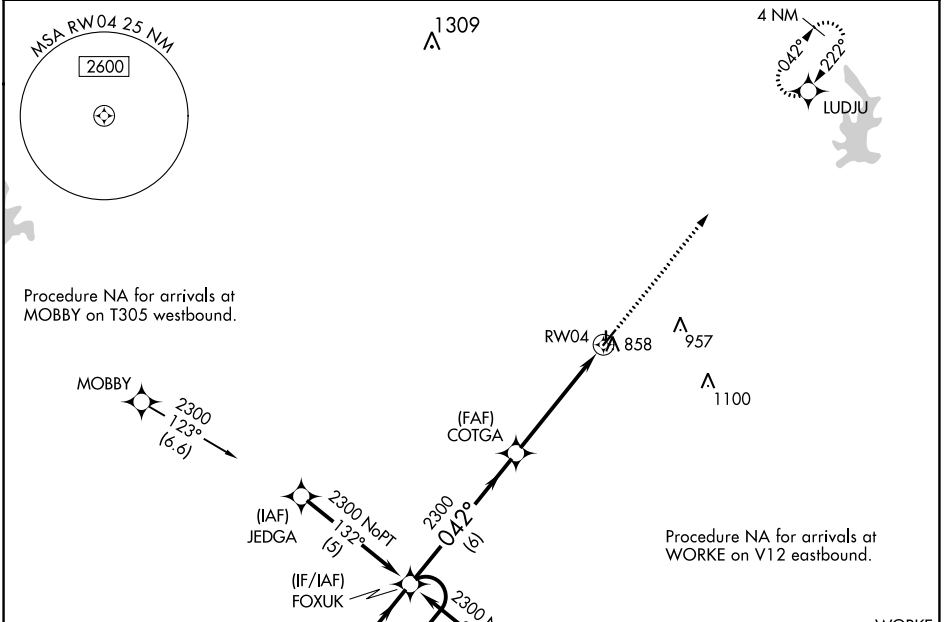 MSA RW04 25 NM
2600
1309
4 NM
042°
222°
LUDJU
Procedure NA for arrivals at
MOBBY on T305 westbound.
RW04
858
957
1100
MOBBY
2300
123°
(6.6)
(FAF)
COTGA
(IAF)
JEDGA
2300 NoPT
132°
(5)
2300
042°
(6)
Procedure NA for arrivals at
WORKE on V12 eastbound.
(IF/IAF)
FOXUK
2300
WORKE